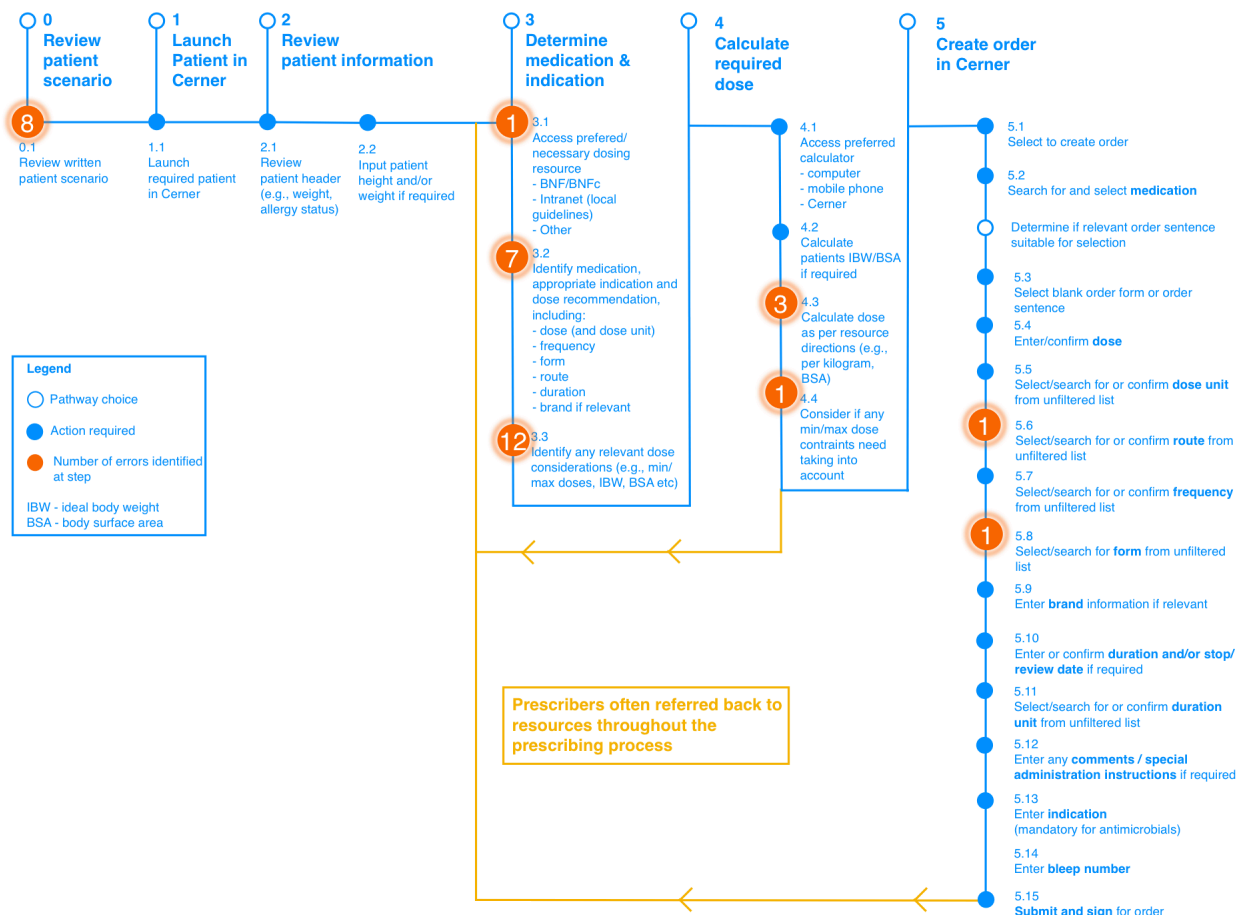 0
Review
patient
scenario
8
0.1
Review written
patient scenario
1
Launch
Patient in
Cerner
1.1
Launch
required patient
in Cerner
2
Review
patient information
2.1
Review
patient header
(e.g., weight,
allergy status)
2.2
Input patient
height and/or
weight if required
3
Determine
medication &
indication
1
3.1
Access prefered/
necessary dosing
resource
- BNF/BNFc
- Intranet (local
guidelines)
- Other
7
3.2
Identify medication,
appropriate indication and
dose recommendation,
including:
- dose (and dose unit)
- frequency
- form
- route
- duration
- brand if relevant
12
3.3
Identify any relevant dose
considerations (e.g., min/
max doses, IBW, BSA etc)
4
Calculate
required
dose
4.1
Access preferred
calculator
- computer
- mobile phone
- Cerner
4.2
Calculate
patients IBW/BSA
if required
3
4.3
Calculate dose
as per resource
directions (e.g.,
per kilogram,
BSA)
1
4.4
Consider if any
min/max dose
contraints need
taking into
account
5
Create order
in Cerner
5.1
Select to create order
5.2
Search for and select medication
Determine if relevant order sentence
suitable for selection
5.3
Select blank order form or order
sentence
5.4
Enter/confirm dose
5.5
Select/search for or confirm dose unit
from unfiltered list
1
5.6
Select/search for or confirm route from
unfiltered list
5.7
Select/search for or confirm frequency
from unfiltered list
1
5.8
Select/search for form from unfiltered
list
5.9
Enter brand information if relevant
5.10
Enter or confirm duration and/or stop/
review date if required
5.11
Select/search for or confirm duration
unit from unfiltered list
5.12
Enter any comments / special
administration instructions if required
5.13
Enter indication
(mandatory for antimicrobials)
5.14
Enter bleep number
5.15
Submit and sign for order
Legend
Pathway choice
Action required
Number of errors identified
at step
IBW - ideal body weight
BSA - body surface area
Prescribers often referred back to
resources throughout the
prescribing process